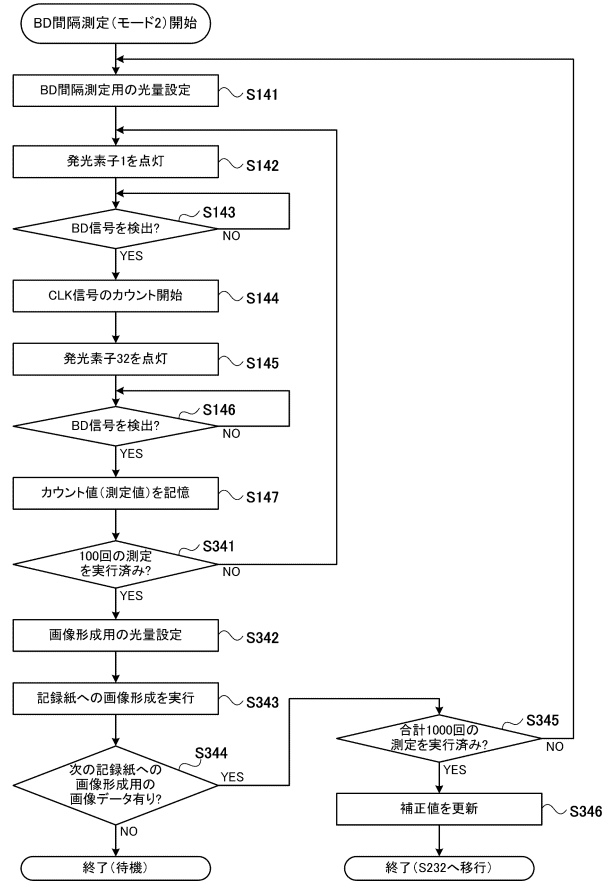 BD間隔測定(モード2)開始
BD間隔測定用の光量設定
S141
発光素子1を点灯
S142
BD信号を検出?
S143
NO
YES
CLK信号のカウント開始
S144
発光素子32を点灯
S145
BD信号を検出?
S146
NO
YES
カウント値(測定値)を記憶
S147
100回の測定
を実行済み?
S341
NO
YES
画像形成用の光量設定
S342
記録紙への画像形成を実行
S343
次の記録紙への
画像形成用の
画像データ有り?
S344
YES
NO
終了(待機)
合計1000回の
測定を実行済み?
S345
NO
YES
補正値を更新
S346
終了(S232へ移行)